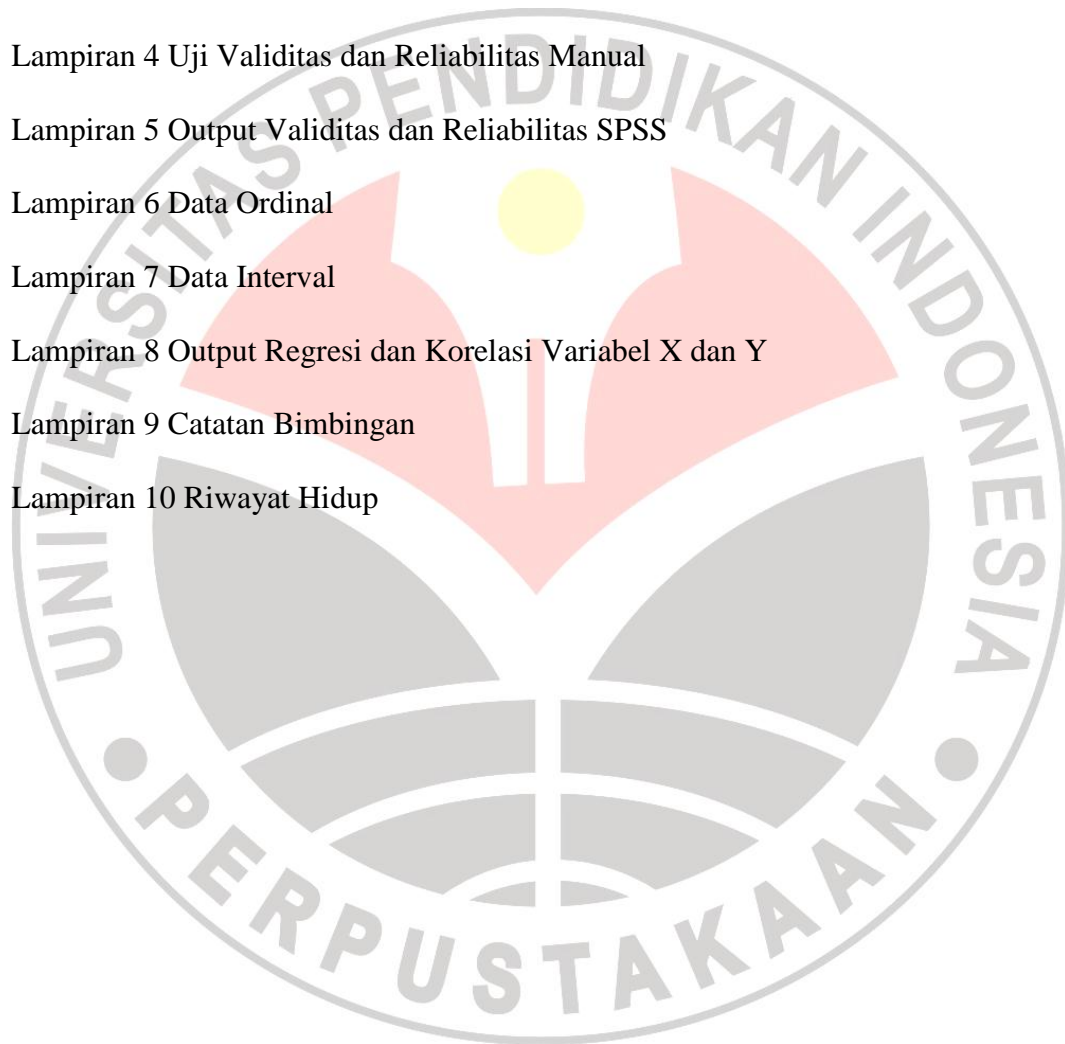 Lampiran 4 Uji Validitas dan Reliabilitas Manual
Lampiran 5 Output Validitas dan Reliabilitas SPSS
Lampiran 6 Data Ordinal
Lampiran 7 Data Interval
Lampiran 8 Output Regresi dan Korelasi Variabel X dan Y
Lampiran 9 Catatan Bimbingan
Lampiran 10 Riwayat Hidup
UNIVERSITAS PENDIDIKAN INDONESIA
PERPUSTAKAAN